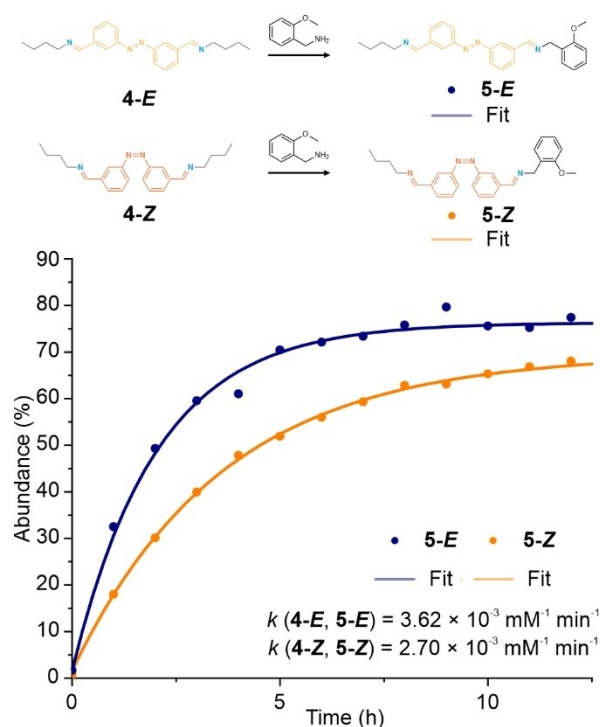 O
NH₂
N
N=N
N
N
N=N
N
O
4-E
5-E
Fit
N=N
N
N
O
NH₂
N
N=N
N
O
4-Z
5-Z
Fit
90
80
70
60
50
40
30
20
10
0
Abundance (%)
5-E 5-Z
Fit Fit
k (4-E, 5-E) = 3.62 × 10⁻³ mM⁻¹ min⁻¹
k (4-Z, 5-Z) = 2.70 × 10⁻³ mM⁻¹ min⁻¹
0 5 10
Time (h)